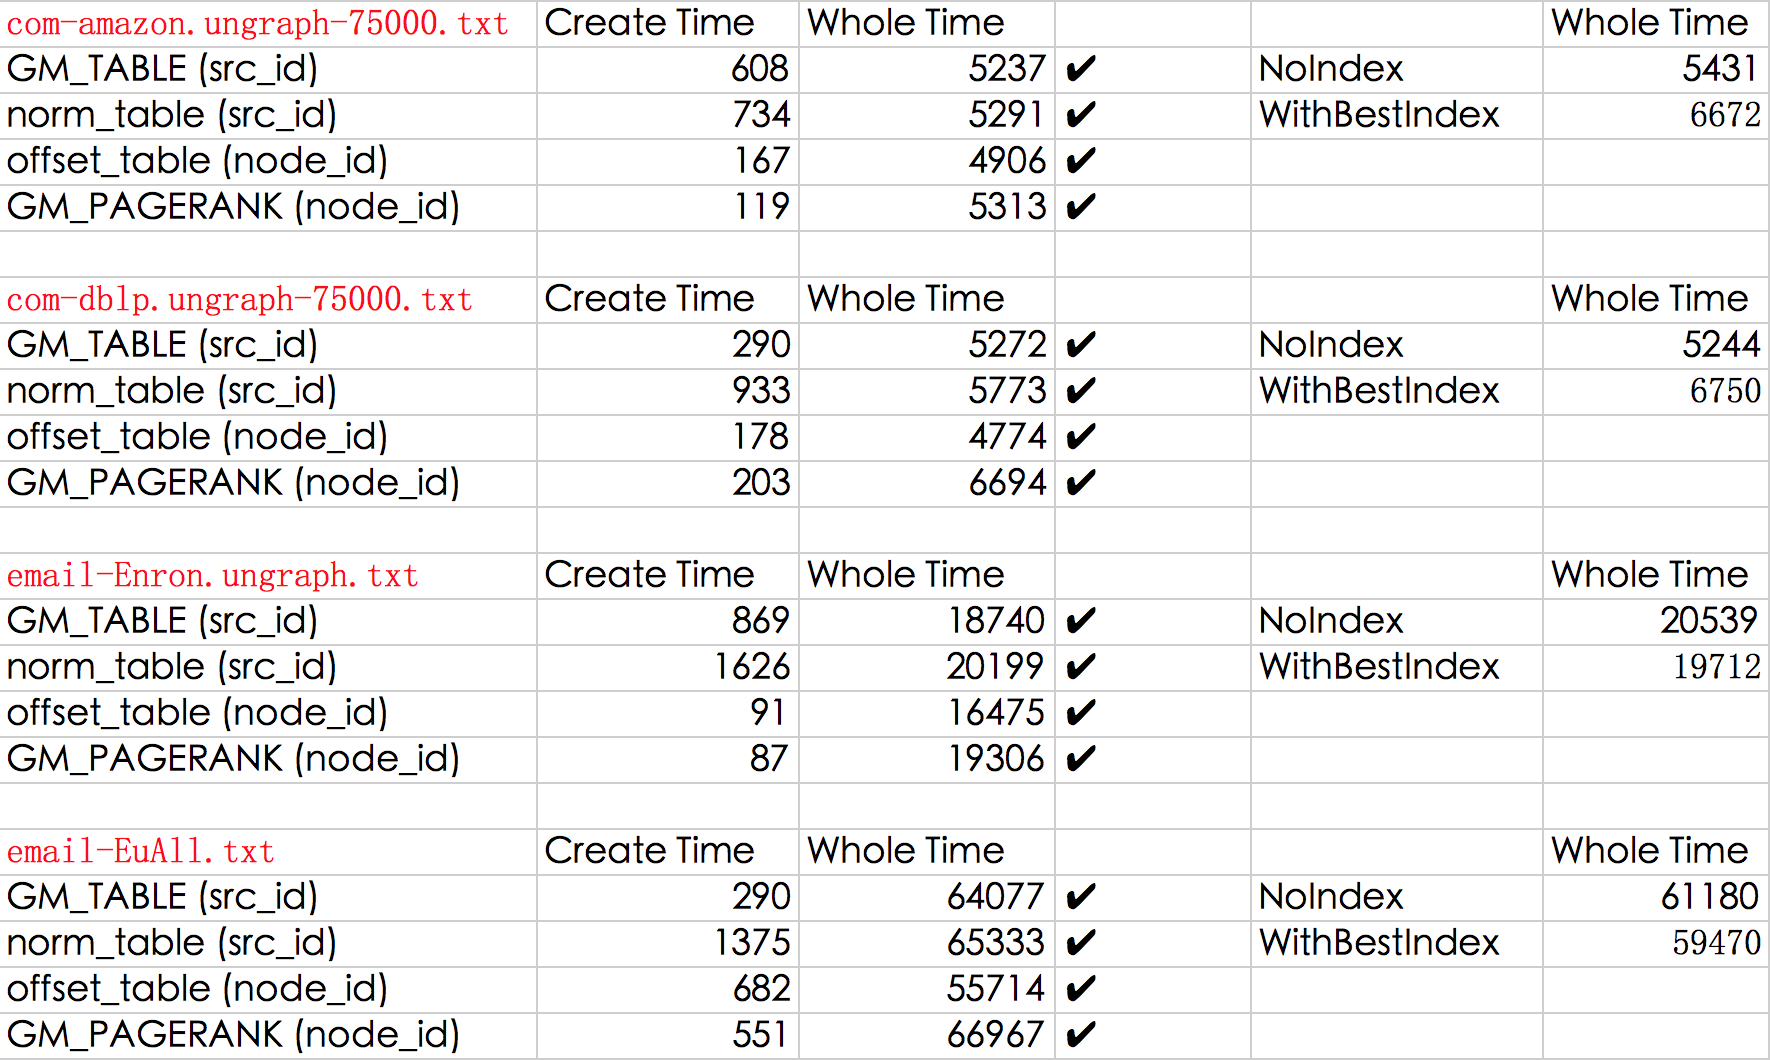 com-amazon.ungraph-75000.txt Create Time Whole Time Whole Time
GM_TABLE (src_id) 608 5237 ✔ NoIndex 5431
norm_table (src_id) 734 5291 ✔ WithBestIndex 6672
offset_table (node_id) 167 4906 ✔
GM_PAGERANK (node_id) 119 5313 ✔
com-dblp.ungraph-75000.txt Create Time Whole Time Whole Time
GM_TABLE (src_id) 290 5272 ✔ NoIndex 5244
norm_table (src_id) 933 5773 ✔ WithBestIndex 6750
offset_table (node_id) 178 4774 ✔
GM_PAGERANK (node_id) 203 6694 ✔
email-Enron.ungraph.txt Create Time Whole Time Whole Time
GM_TABLE (src_id) 869 18740 ✔ NoIndex 20539
norm_table (src_id) 1626 20199 ✔ WithBestIndex 19712
offset_table (node_id) 91 16475 ✔
GM_PAGERANK (node_id) 87 19306 ✔
email-EuAll.txt Create Time Whole Time Whole Time
GM_TABLE (src_id) 290 64077 ✔ NoIndex 61180
norm_table (src_id) 1375 65333 ✔ WithBestIndex 59470
offset_table (node_id) 682 55714 ✔
GM_PAGERANK (node_id) 551 66967 ✔